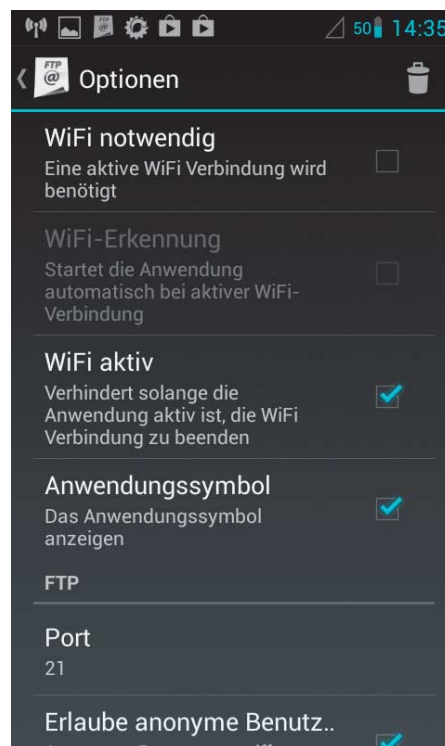 50 14:35
FTP
@
Optionen
WiFi notwendig
Eine aktive WiFi Verbindung wird
benötigt
WiFi-Erkennung
Startet die Anwendung
automatisch bei aktiver WiFi-
Verbindung
WiFi aktiv
Verhindert solange die
Anwendung aktiv ist, die WiFi
Verbindung zu beenden
Anwendungssymbol
Das Anwendungssymbol
anzeigen
FTP
Port
21
Erlaube anonyme Benutz..